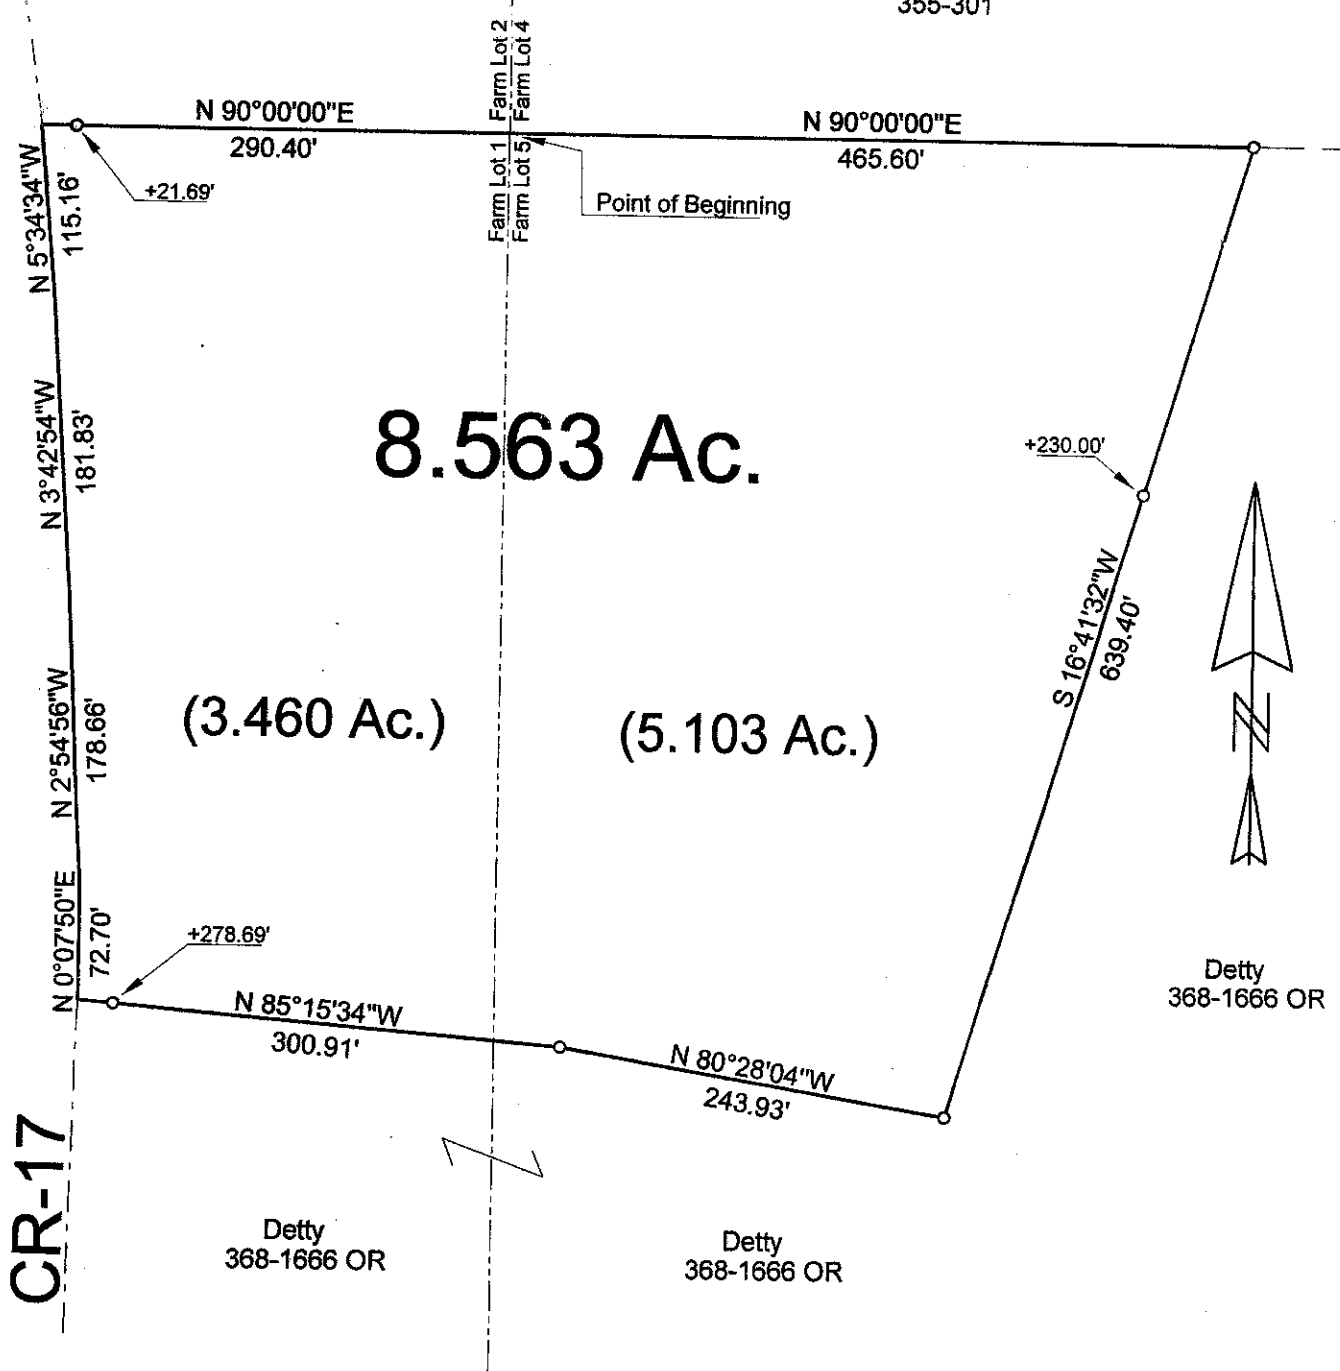 355-301
Farm Lot 2
Farm Lot 4
N 90°00'00"E
290.40'
N 90°00'00"E
465.60'
+21.69'
Farm Lot 1
Farm Lot 5
Point of Beginning
N 5°34'34"W
115.16'
8.563 Ac.
N 3°42'54"W
181.83'
+230.00'
S 16°41'32"W
639.40'
N
(3.460 Ac.)
(5.103 Ac.)
N 2°54'56"W
178.66'
N 0°07'50"E
72.70'
+278.69'
N 85°15'34"W
300.91'
N 80°28'04"W
243.93'
Detty
368-1666 OR
CR-17
Detty
368-1666 OR
Detty
368-1666 OR